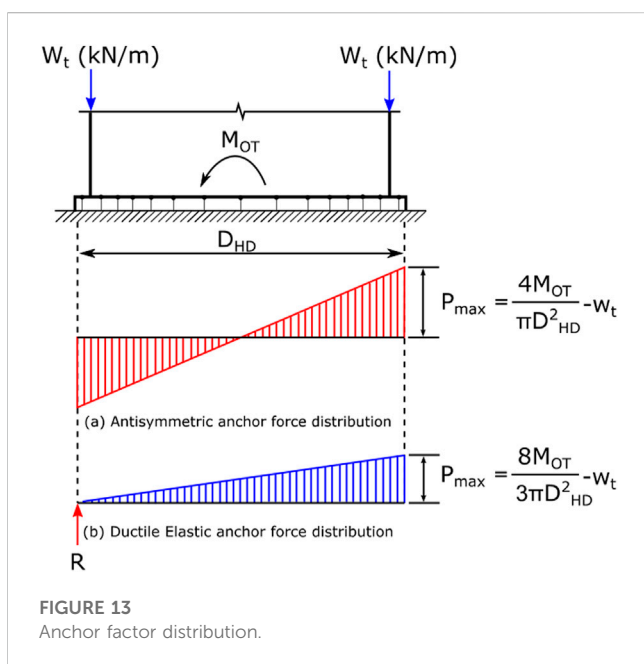 Wt (kN/m) Wt (kN/m)
MOT
DHD
Pmax = 4MOT / πD²HD - wt
(a) Antisymmetric anchor force distribution
Pmax = 8MOT / 3πD²HD - wt
(b) Ductile Elastic anchor force distribution
R
FIGURE 13
Anchor factor distribution.